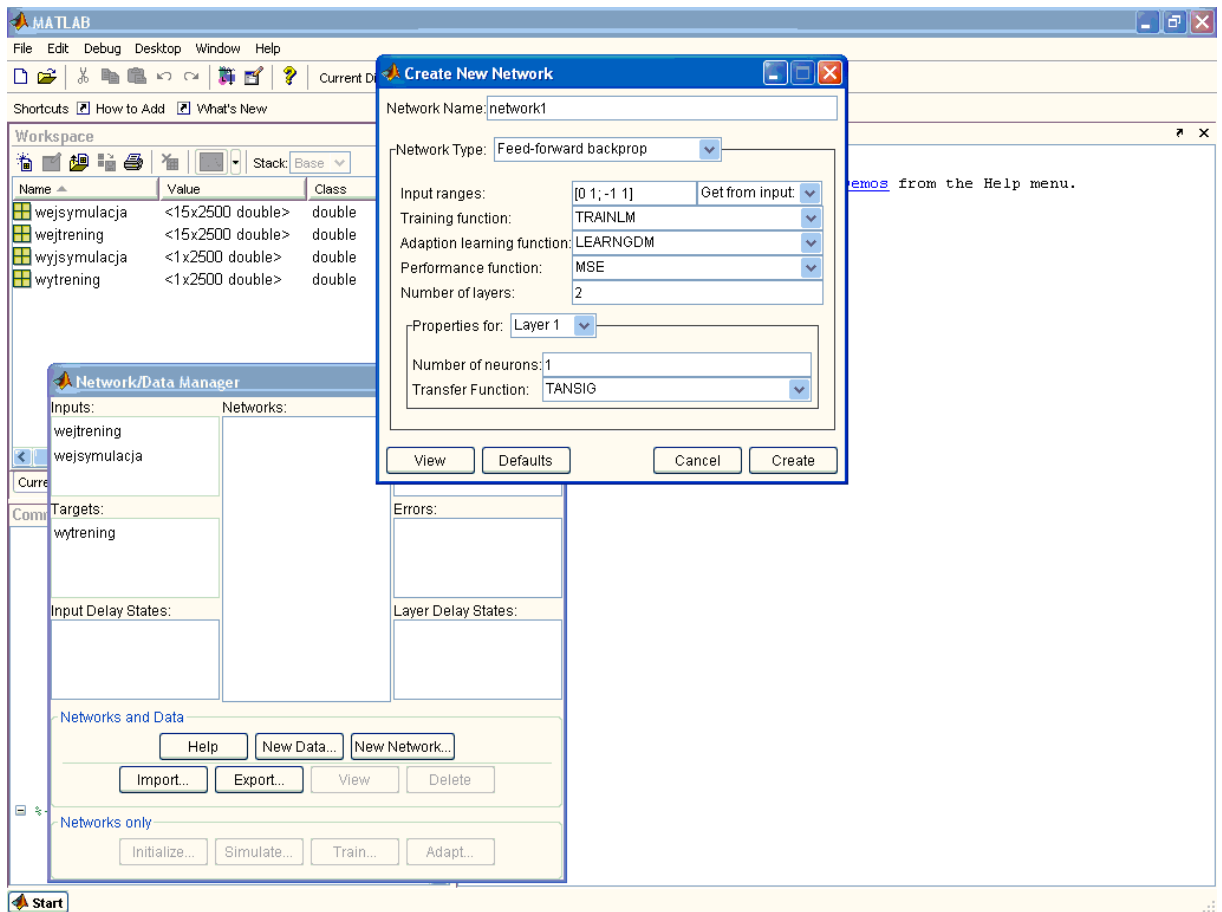 MATLAB
File Edit Debug Desktop Window Help
Current Di
Shortcuts How to Add What's New
Workspace
Stack: Base
Name Value Class
wejsymulacja <15x2500 double> double
wejtrening <15x2500 double> double
wyjsymulacja <1x2500 double> double
wytrening <1x2500 double> double
Curre
Comm
emos from the Help menu.
Create New Network
Network Name: network1
Network Type: Feed-forward backprop
Input ranges: [0 1; -1 1] Get from input:
Training function: TRAINLM
Adaption learning function: LEARNGDM
Performance function: MSE
Number of layers: 2
Properties for: Layer 1
Number of neurons: 1
Transfer Function: TANSIG
View Defaults Cancel Create
Network/Data Manager
Inputs: Networks:
wejtrening
wejsymulacja
Targets: Errors:
wytrening
Input Delay States: Layer Delay States:
Networks and Data
Help New Data... New Network...
Import... Export... View Delete
%-
Networks only
Initialize... Simulate... Train... Adapt...
Start